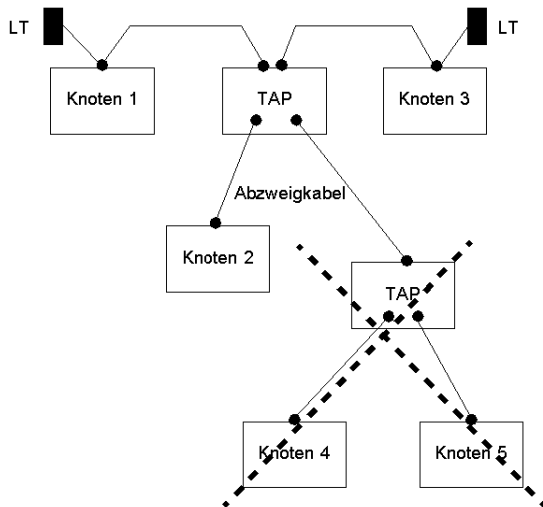 LT
LT
Knoten 1
TAP
Knoten 3
Abzweigkabel
Knoten 2
TAP
Knoten 4
Knoten 5